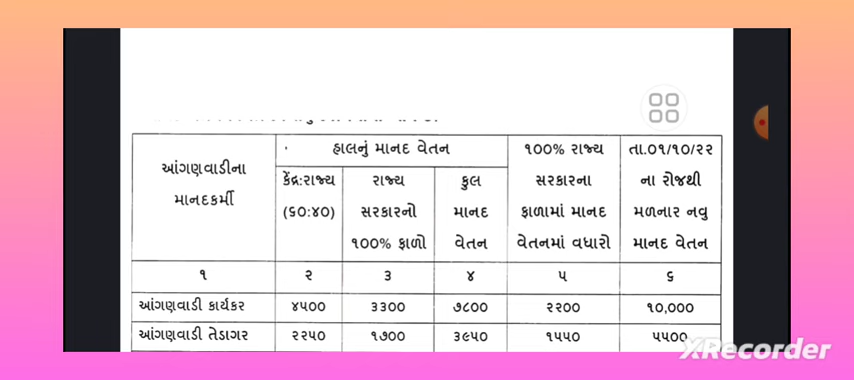 આંગણવાડીના માનદકર્મી | હાલનું માનદ વેતન | ૧૦૦% રાજ્ય સરકારના ફાળામાં માનદ વેતનમાં વધારો | તા.૦૧/૧૦/૨૨ ના રોજથી મળનાર નવુ માનદ વેતન
કેંદ્ર:રાજ્ય (૬૦:૪૦) | રાજ્ય સરકારનો ૧૦૦% ફાળો | કુલ માનદ વેતન
૧ | ૨ | ૩ | ૪ | ૫ | ૬
આંગણવાડી કાર્યકર | ૪૫૦૦ | ૩૩૦૦ | ૭૮૦૦ | ૨૨૦૦ | ૧૦,૦૦૦
આંગણવાડી તેડાગર | ૨૨૫૦ | ૧૭૦૦ | ૩૯૫૦ | ૧૫૫૦ | ૫૫૦૦
XRecorder